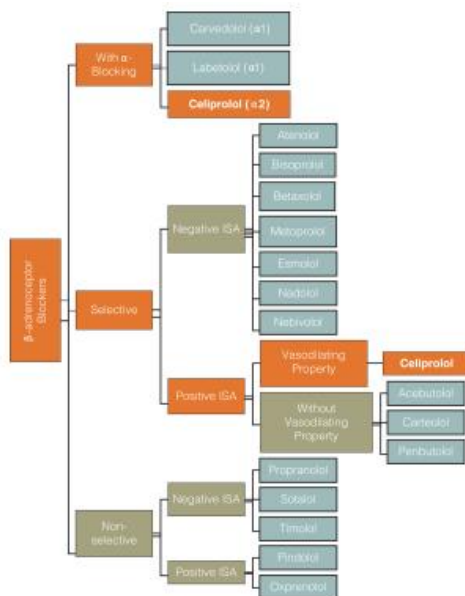 With α-
Blocking
Carvedolol (α1)
Labetolol (α1)
Celiprolol (α2)
β-adrenoceptor
Blockers
Selective
Negative ISA
Atenolol
Bisoprolol
Betaxolol
Metoprolol
Esmolol
Nadolol
Nebivolol
Positive ISA
Vasodilating
Property
Celiprolol
Without
Vasodilating
Property
Acebutolol
Carteolol
Penbutolol
Non-
selective
Negative ISA
Propranolol
Sotalol
Timolol
Positive ISA
Pindolol
Oxprenolol